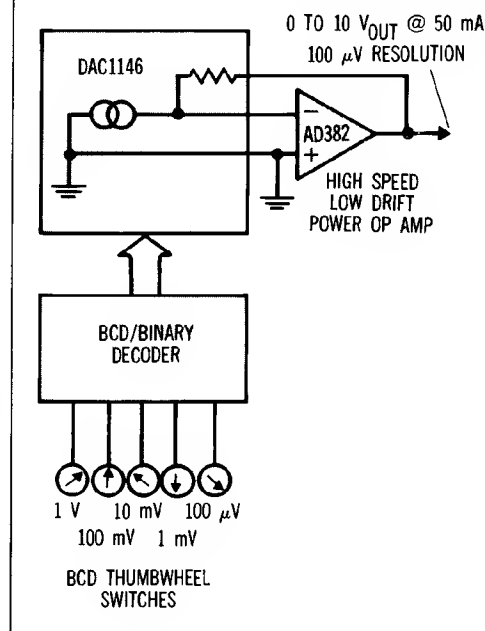 0 TO 10 VOUT @ 50 mA
100 μV RESOLUTION
DAC1146
−
AD382
+
HIGH SPEED
LOW DRIFT
POWER OP AMP
BCD/BINARY
DECODER
1 V 10 mV 100 μV
100 mV 1 mV
BCD THUMBWHEEL
SWITCHES